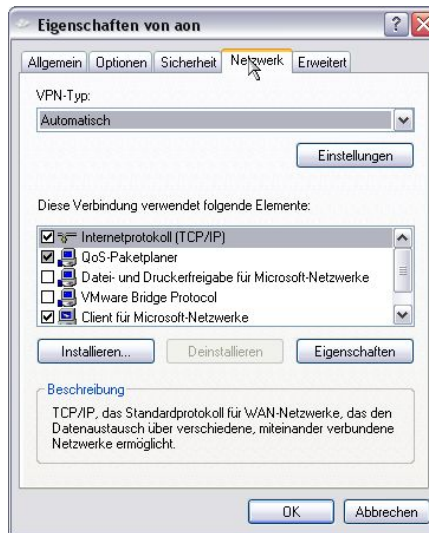 Eigenschaften von aon
Allgemein Optionen Sicherheit Netzwerk Erweitert
VPN-Typ:
Automatisch
Einstellungen
Diese Verbindung verwendet folgende Elemente:
Internetprotokoll (TCP/IP)
QoS-Paketplaner
Datei- und Druckerfreigabe für Microsoft-Netzwerke
VMware Bridge Protocol
Client für Microsoft-Netzwerke
Installieren... Deinstallieren Eigenschaften
Beschreibung
TCP/IP, das Standardprotokoll für WAN-Netzwerke, das den
Datenaustausch über verschiedene, miteinander verbundene
Netzwerke ermöglicht.
OK Abbrechen